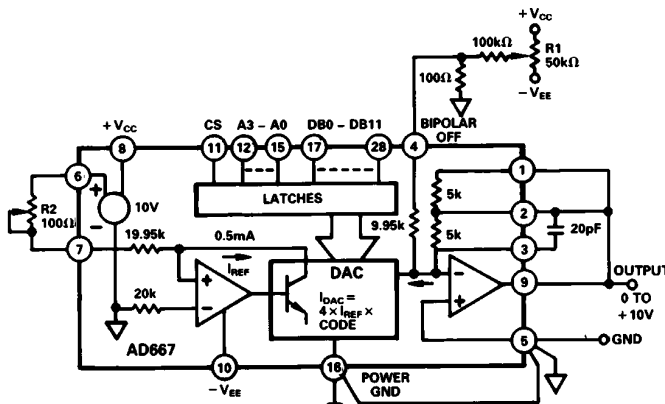 + VCC
100kΩ
R1
50kΩ
100Ω
− VEE
+ VCC
CS A3 – A0 DB0 – DB11
BIPOLAR
OFF
8
11
12
15
17
28
4
6
+
10V
−
R2
100Ω
LATCHES
1
5k
2
20pF
5k
3
7
19.95k
0.5mA
9.95k
IREF
DAC
+
−
−
+
9
OUTPUT
0 TO
+10V
20k
IDAC =
4 × IREF ×
CODE
5
GND
AD667
10
16
POWER
GND
− VEE